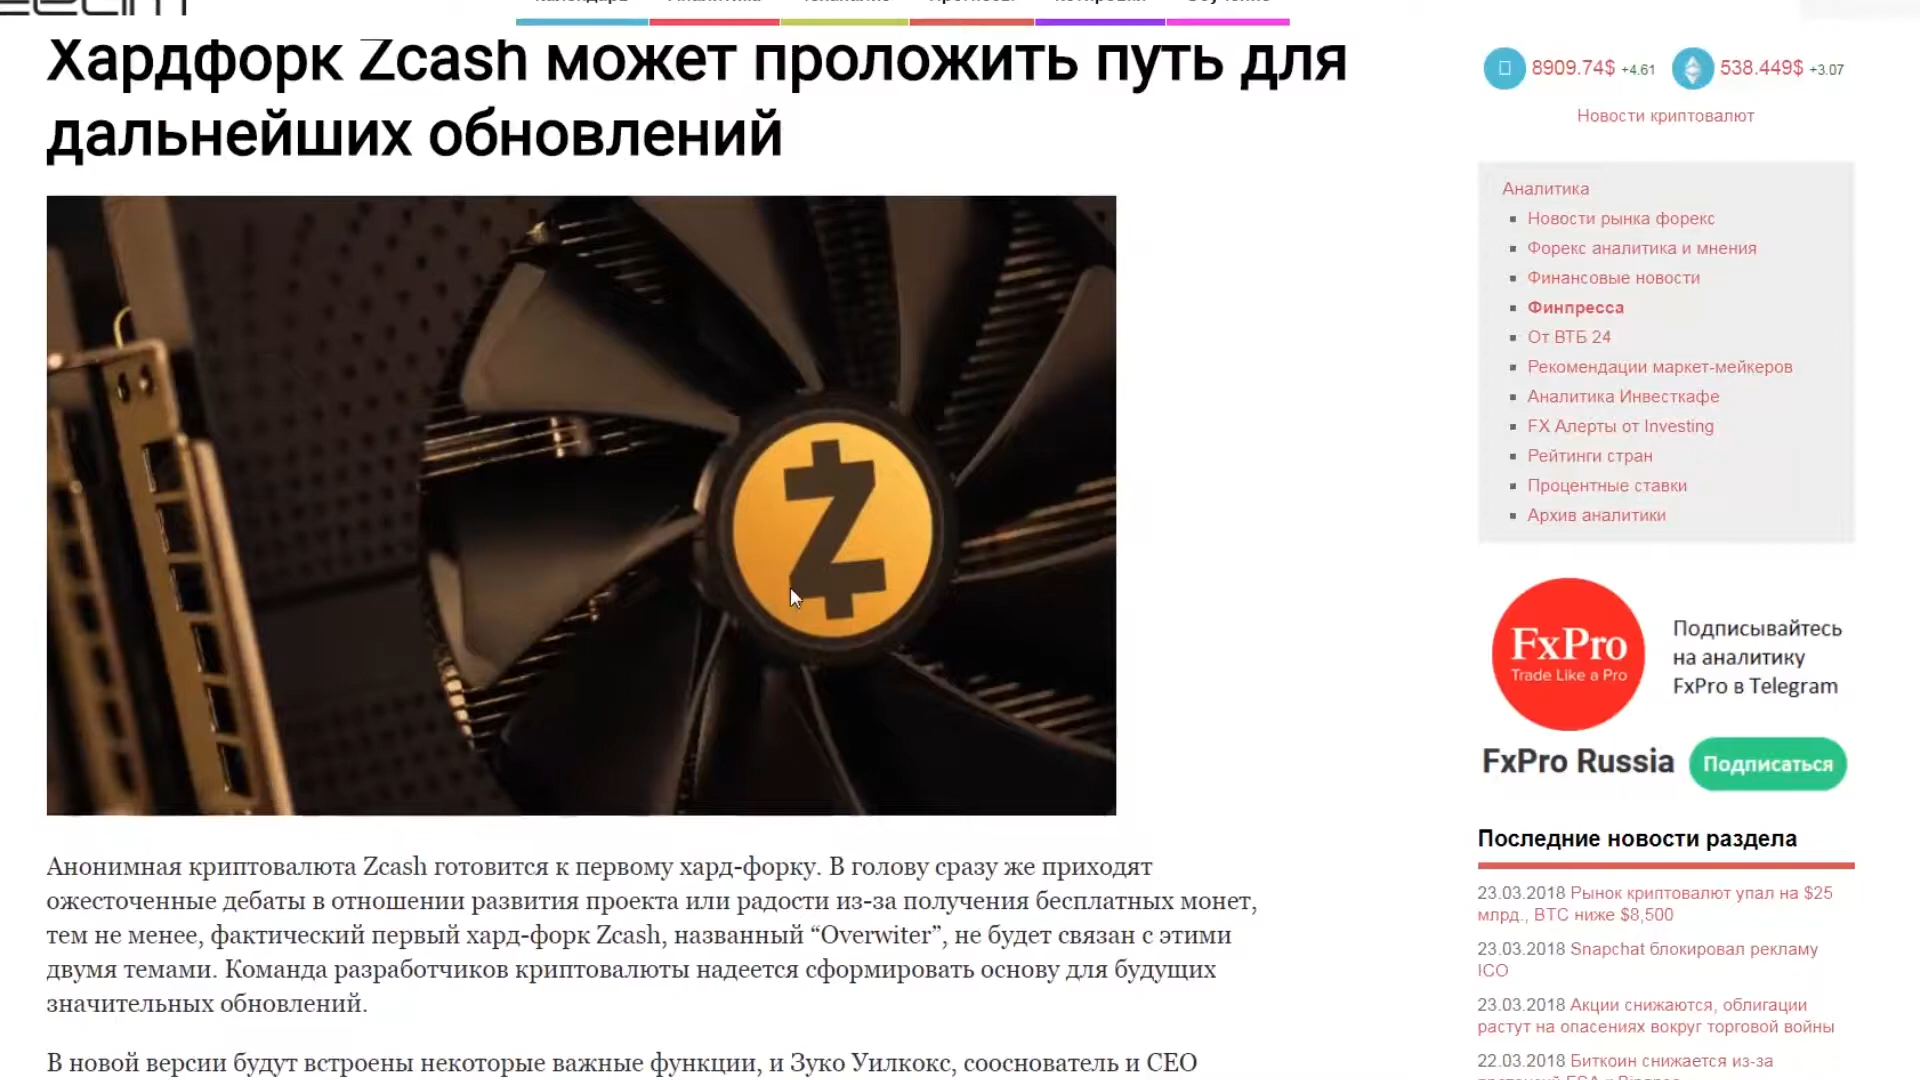 Хардфорк Zcash может проложить путь для
дальнейших обновлений
Анонимная криптовалюта Zcash готовится к первому хард-форку. В голову сразу же приходят
ожесточенные дебаты в отношении развития проекта или радости из-за получения бесплатных монет,
тем не менее, фактический первый хард-форк Zcash, названный “Overwiter”, не будет связан с этими
двумя темами. Команда разработчиков криптовалюты надеется сформировать основу для будущих
значительных обновлений.
В новой версии будут встроены некоторые важные функции, и Зуко Уилкокс, сооснователь и CEO
8909.74$ +4.61 538.449$ +3.07
Новости криптовалют
Аналитика
Новости рынка форекс
Форекс аналитика и мнения
Финансовые новости
Финпресса
От ВТБ 24
Рекомендации маркет-мейкеров
Аналитика Инвесткафе
FX Алерты от Investing
Рейтинги стран
Процентные ставки
Архив аналитики
FxPro
Trade Like a Pro
Подписывайтесь
на аналитику
FxPro в Telegram
FxPro Russia Подписаться
Последние новости раздела
23.03.2018 Рынок криптовалют упал на $25
млрд., BTC ниже $8,500
23.03.2018 Snapchat блокировал рекламу
ICO
23.03.2018 Акции снижаются, облигации
растут на опасениях вокруг торговой войны
22.03.2018 Биткоин снижается из-за